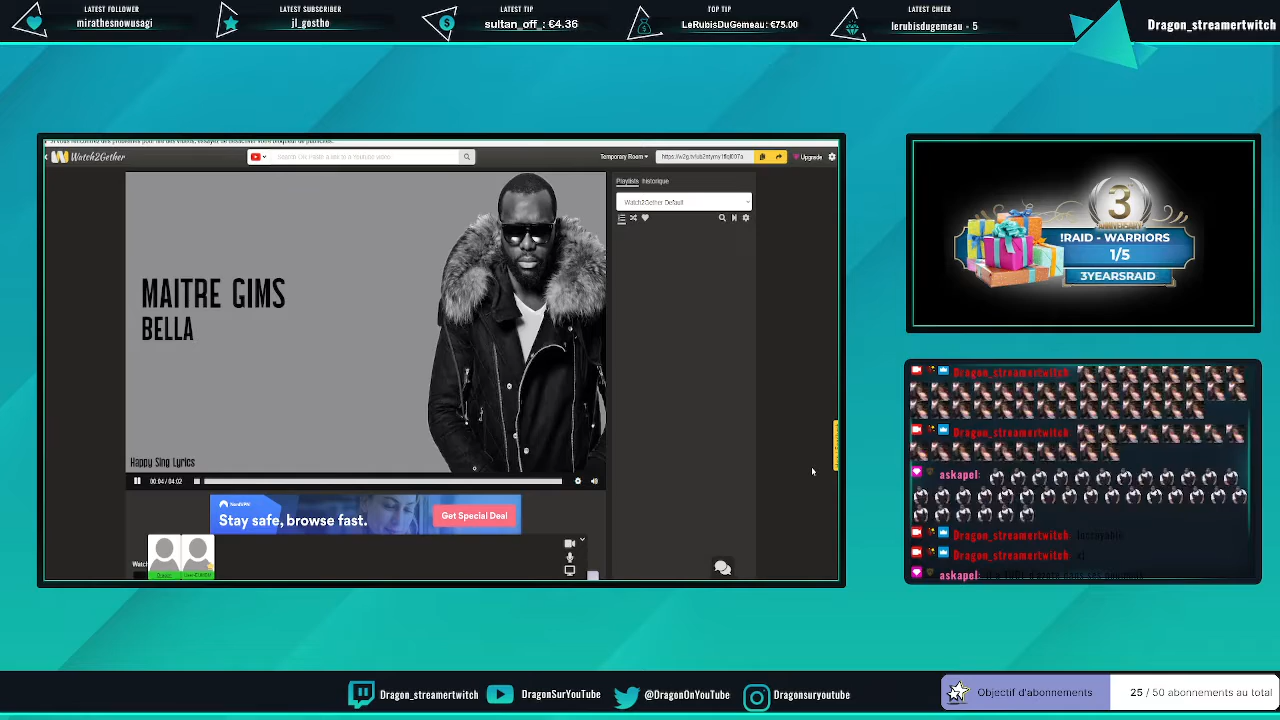 LATEST FOLLOWER
mirathesnowusagi
LATEST SUBSCRIBER
jl_gostho
LATEST TIP
sultan_off_: €4.36
TOP TIP
LeRubisDuGemeau: €75.00
LATEST CHEER
lerubisdugemeau - 5
Dragon_streamertwitch
Watch2Gether
Temporary Room
Upgrade
Playlists historique
Watch2Gether Default
MAITRE GIMS
BELLA
Happy Sing Lyrics
00:04 / 04:02
NordVPN
Stay safe, browse fast.
Get Special Deal
3
ANNIVERSARY
!RAID - WARRIORS
1/5
3YEARSRAID
Dragon_streamertwitch
Dragon_streamertwitch
askapel:
Dragon_streamertwitch
Dragon_streamertwitch
askapel:
Dragon_streamertwitch
DragonSurYouTube
@DragonOnYouTube
Dragonsuryoutube
Objectif d'abonnements
25 / 50 abonnements au total